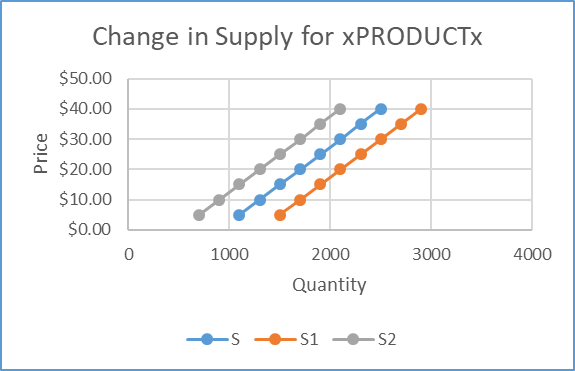 Change in Supply for xPRODUCTx
$50.00
$40.00
$30.00
$20.00
$10.00
$0.00
Price
0 1000 2000 3000 4000
Quantity
S S1 S2